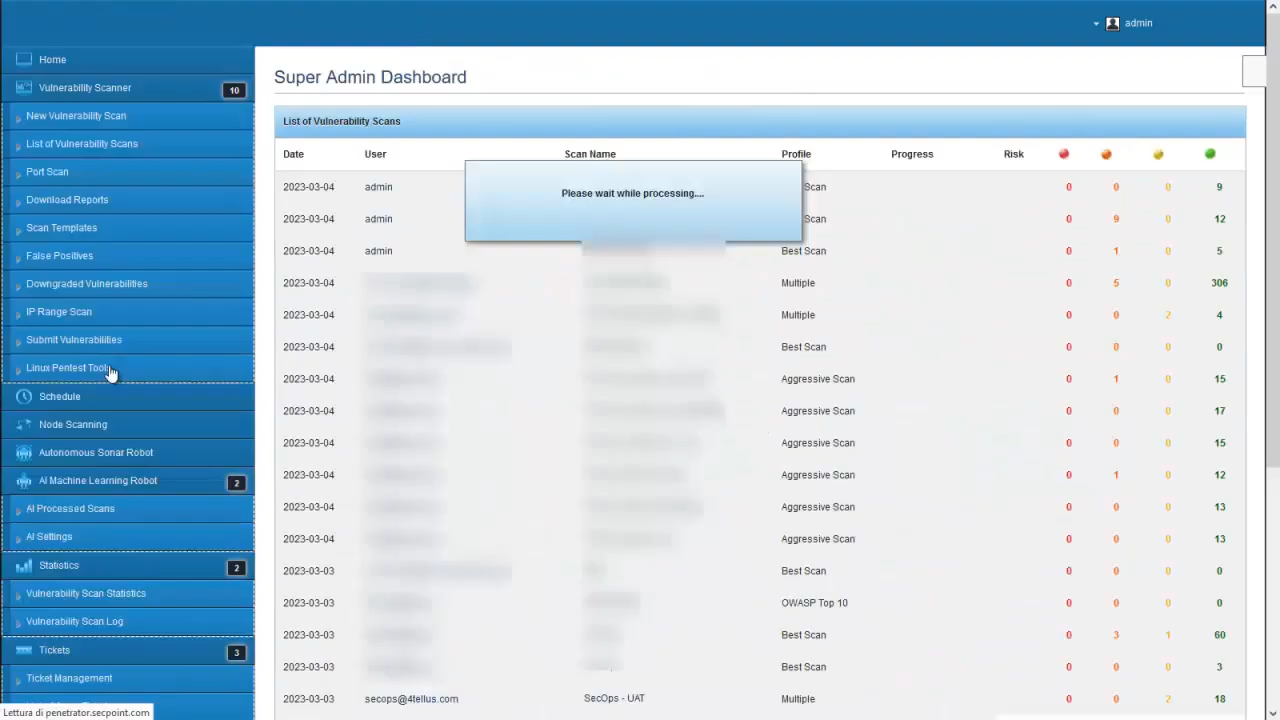 admin
Home
Vulnerability Scanner 10
New Vulnerability Scan
List of Vulnerability Scans
Port Scan
Download Reports
Scan Templates
False Positives
Downgraded Vulnerabilities
IP Range Scan
Submit Vulnerabilities
Linux Pentest Tools
Schedule
Node Scanning
Autonomous Sonar Robot
AI Machine Learning Robot 2
AI Processed Scans
AI Settings
Statistics 2
Vulnerability Scan Statistics
Vulnerability Scan Log
Tickets 3
Ticket Management
Lettura di penetrator.secpoint.com
Super Admin Dashboard
List of Vulnerability Scans
Date User Scan Name Profile Progress Risk
Please wait while processing....
2023-03-04 admin Scan 0 0 0 9
2023-03-04 admin Scan 0 9 0 12
2023-03-04 admin Best Scan 0 1 0 5
2023-03-04 Multiple 0 5 0 306
2023-03-04 Multiple 0 0 2 4
2023-03-04 Best Scan 0 0 0 0
2023-03-04 Aggressive Scan 0 1 0 15
2023-03-04 Aggressive Scan 0 0 0 17
2023-03-04 Aggressive Scan 0 0 0 15
2023-03-04 Aggressive Scan 0 1 0 12
2023-03-04 Aggressive Scan 0 0 0 13
2023-03-04 Aggressive Scan 0 0 0 13
2023-03-03 Best Scan 0 0 0 0
2023-03-03 OWASP Top 10 0 0 0 0
2023-03-03 Best Scan 0 3 1 60
2023-03-03 Best Scan 0 0 0 3
2023-03-03 secops@4tellus.com SecOps - UAT Multiple 0 0 2 18